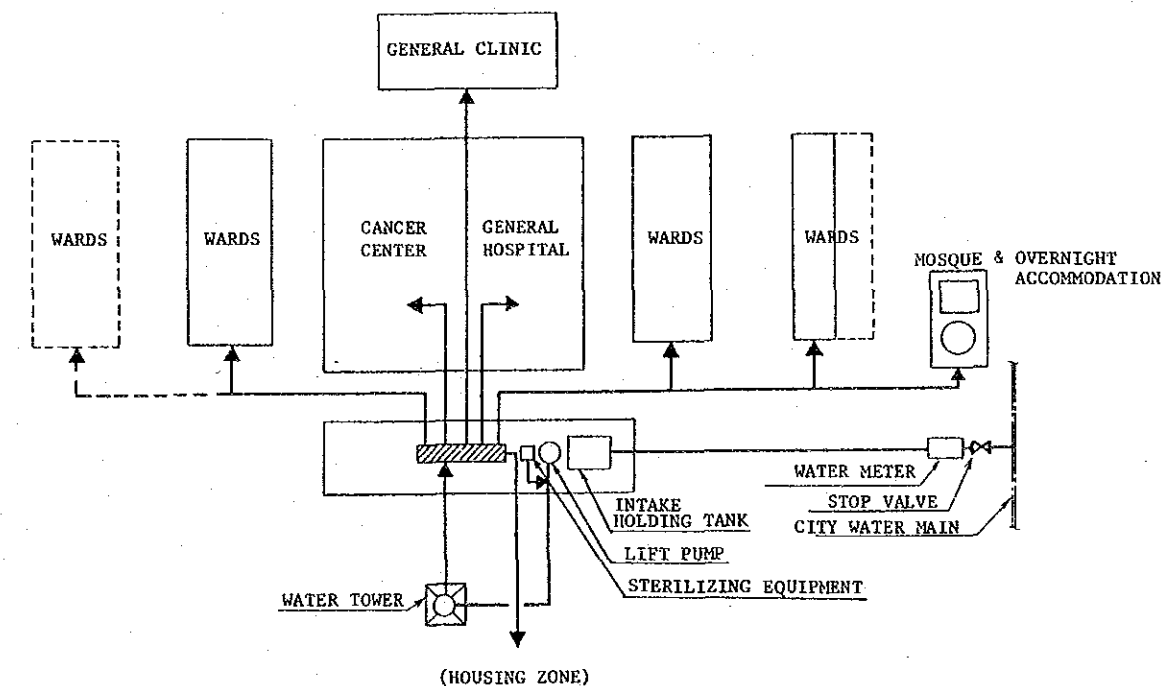 GENERAL CLINIC
WARDS
WARDS
CANCER
CENTER
GENERAL
HOSPITAL
WARDS
WARDS
MOSQUE & OVERNIGHT
ACCOMMODATION
WATER METER
STOP VALVE
CITY WATER MAIN
INTAKE
HOLDING TANK
LIFT PUMP
STERILIZING EQUIPMENT
WATER TOWER
(HOUSING ZONE)